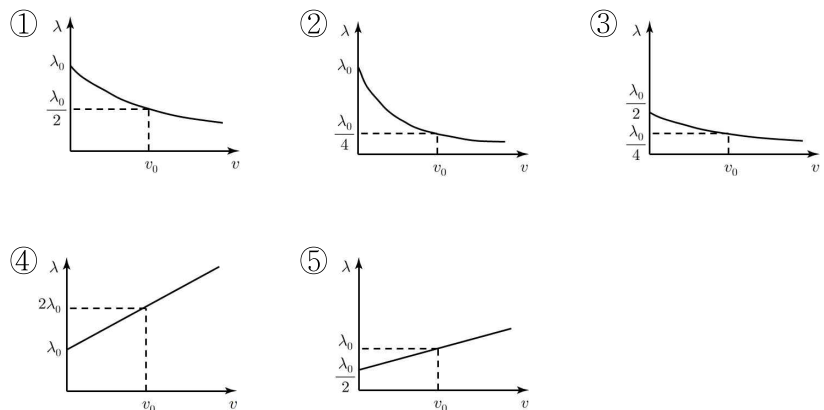 ① λ λ₀ λ₀/2 v₀ v
② λ λ₀ λ₀/4 v₀ v
③ λ λ₀/2 λ₀/4 v₀ v
④ λ 2λ₀ λ₀ v₀ v
⑤ λ λ₀ λ₀/2 v₀ v